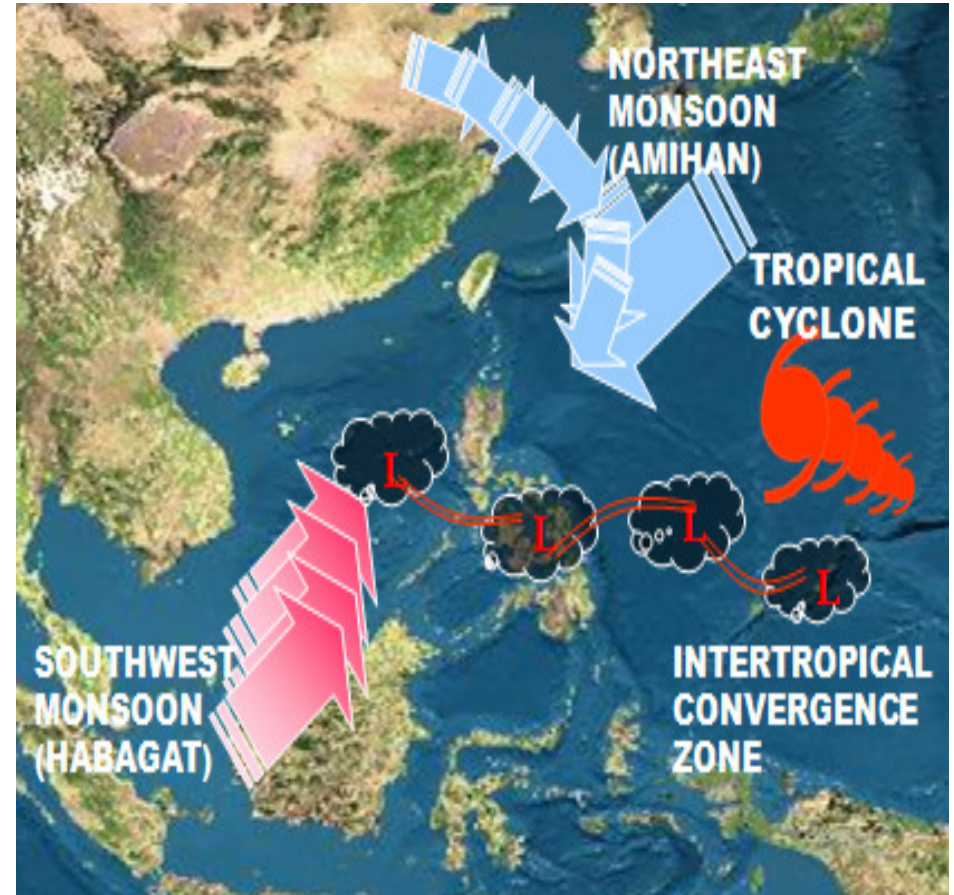 NORTHEAST
MONSOON
(AMIHAN)
TROPICAL
CYCLONE
L
L
L
L
SOUTHWEST
MONSOON
(HABAGAT)
INTERTROPICAL
CONVERGENCE
ZONE